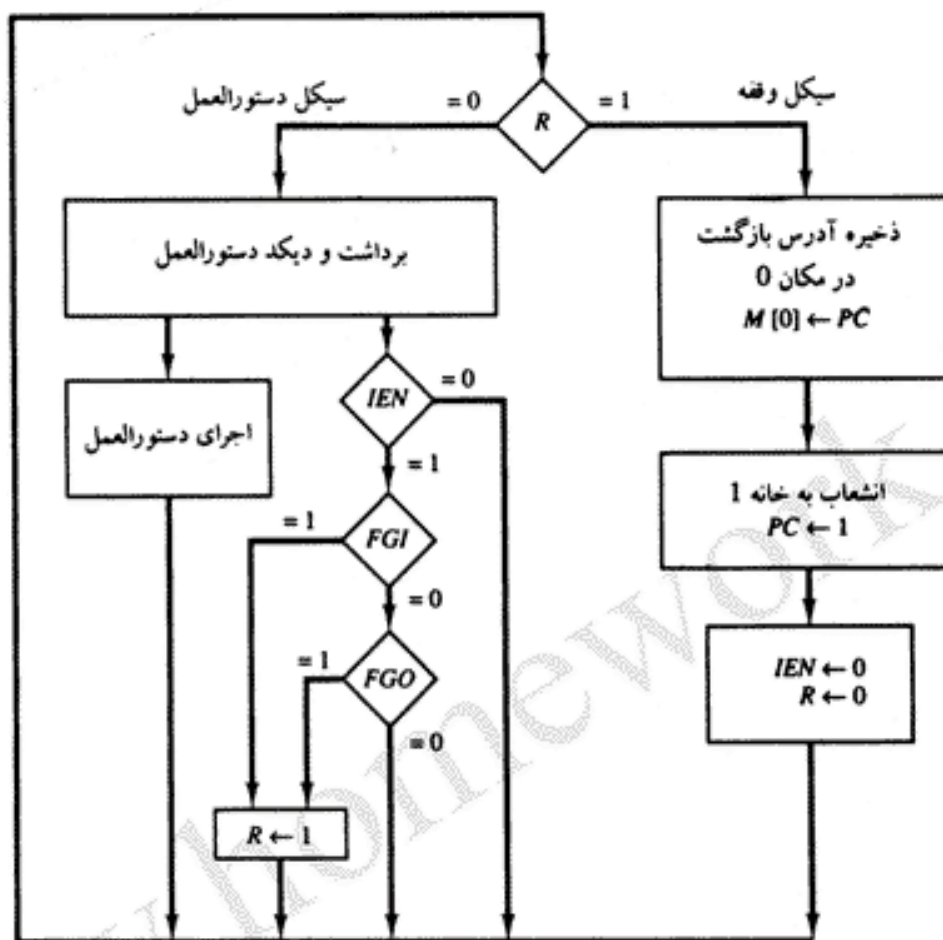 R
= 0
= 1
سیکل دستورالعمل
سیکل وقفه
برداشت و دیکد دستورالعمل
ذخیره آدرس بازگشت
در مکان 0
M [0] ← PC
اجرای دستورالعمل
IEN
= 0
= 1
انشعاب به خانه 1
PC ← 1
FGI
= 1
= 0
FGO
= 1
= 0
IEN ← 0
R ← 0
R ← 1
homework